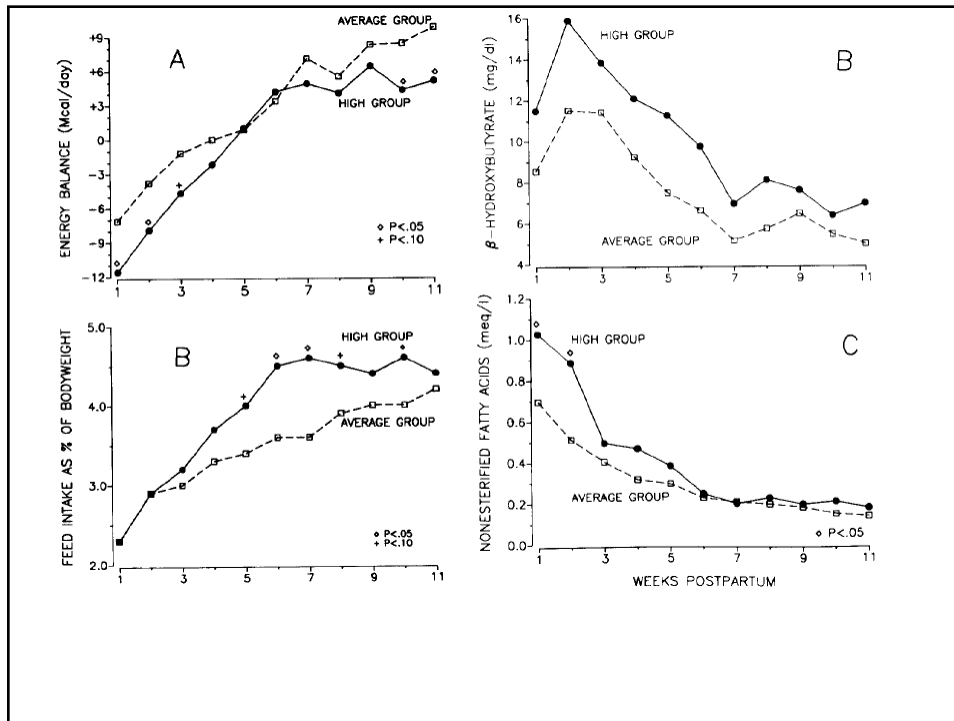 AVERAGE GROUP
A
HIGH GROUP
ENERGY BALANCE (Mcal/day)
+9
+6
+3
0
-3
-6
-9
-12
◇ P<.05
+ P<.10
1 3 5 7 9 11
HIGH GROUP
B
AVERAGE GROUP
FEED INTAKE AS % OF BODYWEIGHT
5.0
4.0
3.0
2.0
◇ P<.05
+ P<.10
1 3 5 7 9 11
HIGH GROUP
B
AVERAGE GROUP
β-HYDROXYBUTYRATE (mg/dl)
16
14
12
10
8
6
4
1 3 5 7 9 11
HIGH GROUP
C
AVERAGE GROUP
NONESTERIFIED FATTY ACIDS (meq/l)
1.2
1.0
0.8
0.6
0.4
0.2
0.0
◇ P<.05
1 3 5 7 9 11
WEEKS POSTPARTUM